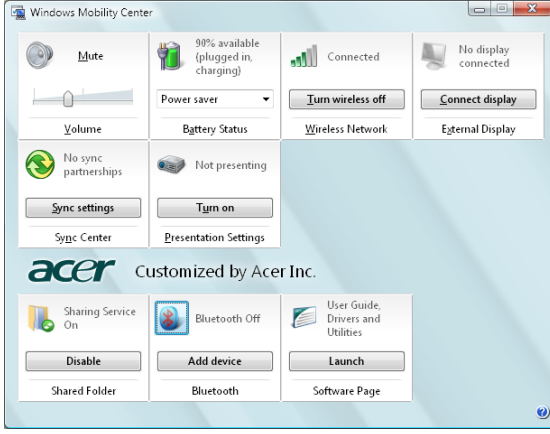 Windows Mobility Center
Mute
Volume
90% available
(plugged in,
charging)
Power saver
Battery Status
Connected
Turn wireless off
Wireless Network
No display
connected
Connect display
External Display
No sync
partnerships
Sync settings
Sync Center
Not presenting
Turn on
Presentation Settings
acer Customized by Acer Inc.
Sharing Service
On
Disable
Shared Folder
Bluetooth Off
Add device
Bluetooth
User Guide,
Drivers and
Utilities
Launch
Software Page